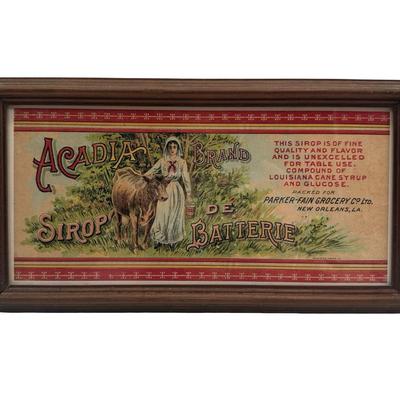 ACADIA BRAND
SIROP DE BATTERIE
THIS SIROP IS OF FINE
QUALITY AND FLAVOR
AND IS UNEXCELLED
FOR TABLE USE.
COMPOUND OF
LOUISIANA CANE SYRUP
AND GLUCOSE.
PACKED FOR
PARKER-FAIN GROCERY CO LTD.
NEW ORLEANS, LA.